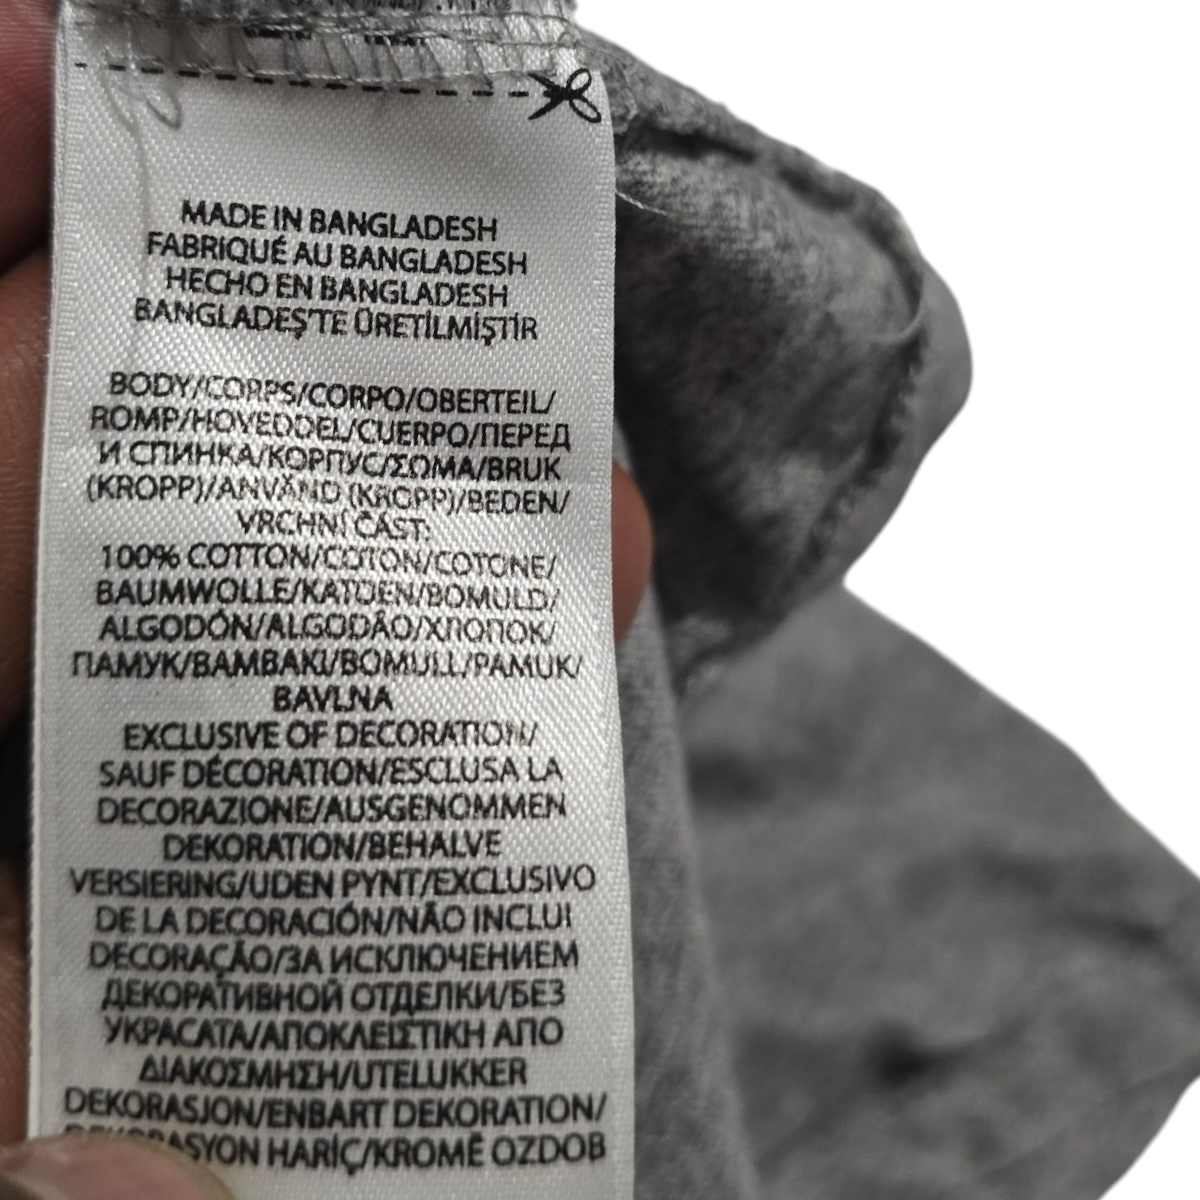 MADE IN BANGLADESH
FABRIQUÉ AU BANGLADESH
HECHO EN BANGLADESH
BANGLADEŞ'TE ÜRETİLMİŞTİR
BODY/CORPS/CORPO/OBERTEIL/
ROMP/HOVEDDEL/CUERPO/ПЕРЕД
И СПИНКА/КОРПУС/ΣΩΜΑ/BRUK
(KROPP)/ANVÄND (KROPP)/BEDEN/
VRCHNÍ ČÁST:
100% COTTON/COTON/COTONE/
BAUMWOLLE/KATOEN/BOMULD/
ALGODÓN/ALGODÃO/ХЛОПОК/
ПАМУК/BAMBAKI/BOMULL/PAMUK/
BAVLNA
EXCLUSIVE OF DECORATION/
SAUF DÉCORATION/ESCLUSA LA
DECORAZIONE/AUSGENOMMEN
DEKORATION/BEHALVE
VERSIERING/UDEN PYNT/EXCLUSIVO
DE LA DECORACIÓN/NÃO INCLUI
DECORAÇÃO/ЗА ИСКЛЮЧЕНИЕМ
ДЕКОРАТИВНОЙ ОТДЕЛКИ/БЕЗ
УКРАСАТА/ΑΠΟΚΛΕΙΣΤΙΚΗ ΑΠΟ
ΔΙΑΚΟΣΜΗΣΗ/UTELUKKER
DEKORASJON/ENBART DEKORATION/
DEKORASYON HARİÇ/KROMĚ OZDOB